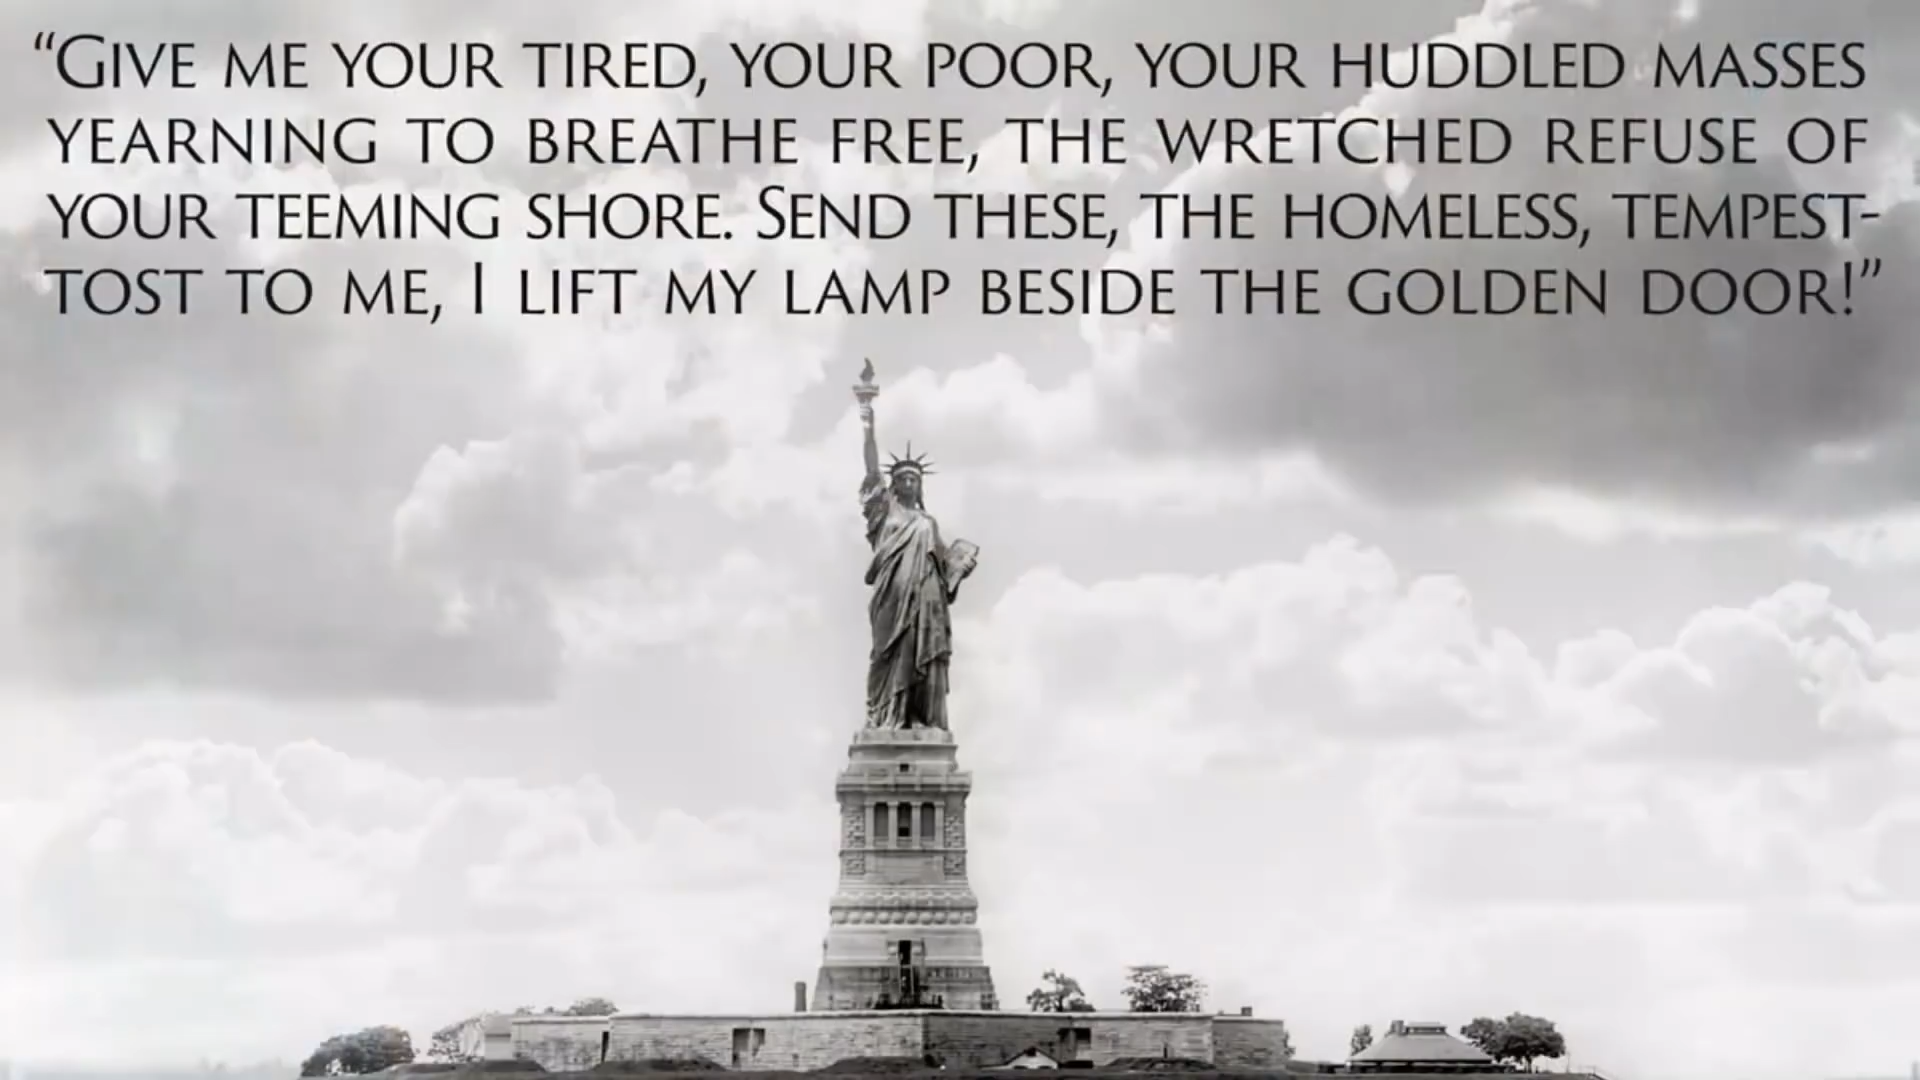 “Give me your tired, your poor, your huddled masses
yearning to breathe free, the wretched refuse of
your teeming shore. Send these, the homeless, tempest-
tost to me, I lift my lamp beside the golden door!”